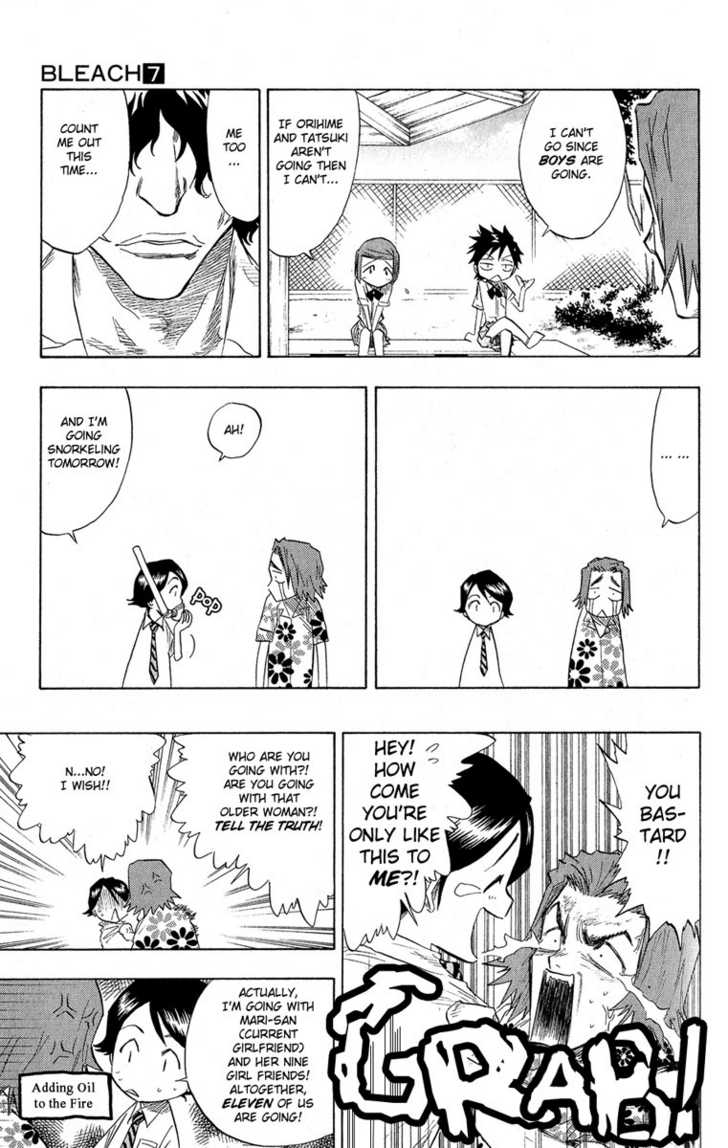 BLEACH 7
I CAN'T
GO SINCE
BOYS ARE
GOING.
IF ORIHIME
AND TATSUKI
AREN'T
GOING THEN
I CAN'T...
ME
TOO
...
COUNT
ME OUT
THIS
TIME...
... ...
AH!
POP
AND I'M
GOING
SNORKELING
TOMORROW!
YOU
BAS-
TARD
!!
HEY!
HOW
COME
YOU'RE
ONLY LIKE
THIS TO
ME?!
GRAB!!
WHO ARE YOU
GOING WITH?!
ARE YOU GOING
WITH THAT
OLDER WOMAN?!
TELL THE TRUTH!
N...NO!
I WISH!!
ACTUALLY,
I'M GOING WITH
MARI-SAN
(CURRENT
GIRLFRIEND)
AND HER NINE
GIRL FRIENDS!
ALTOGETHER,
ELEVEN OF US
ARE GOING!
Adding Oil
to the Fire